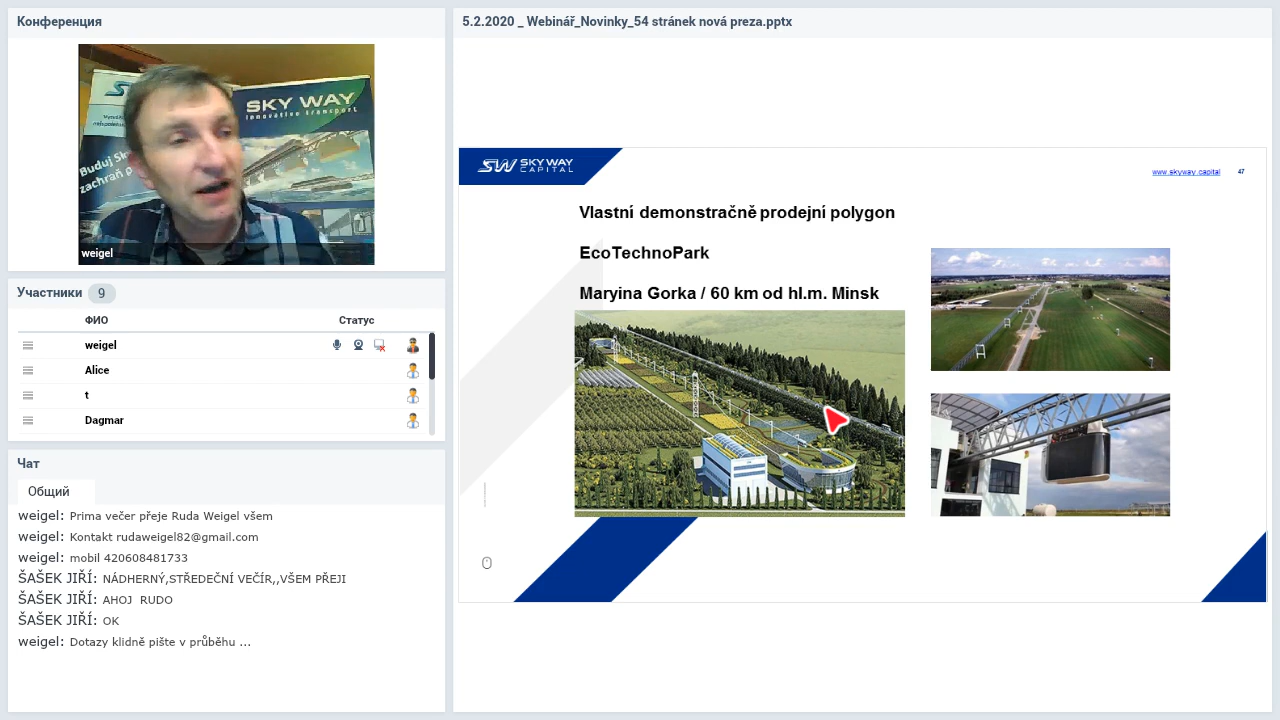 Конференция
SKY WAY
innovative transport
Buduj Sk
zachraň p
weigel
Участники 9
ФИО Статус
weigel
Alice
t
Dagmar
Чат
Общий
weigel: Prima večer přeje Ruda Weigel všem
weigel: Kontakt rudaweigel82@gmail.com
weigel: mobil 420608481733
ŠAŠEK JIŘÍ: NÁDHERNÝ,STŘEDEČNÍ VEČÍR,,VŠEM PŘEJI
ŠAŠEK JIŘÍ: AHOJ RUDO
ŠAŠEK JIŘÍ: OK
weigel: Dotazy klidně pište v průběhu ...
5.2.2020 _ Webinář_Novinky_54 stránek nová preza.pptx
SW SKY WAY
CAPITAL
www.skyway.capital 47
Vlastní demonstračně prodejní polygon
EcoTechnoPark
Maryina Gorka / 60 km od hl.m. Minsk